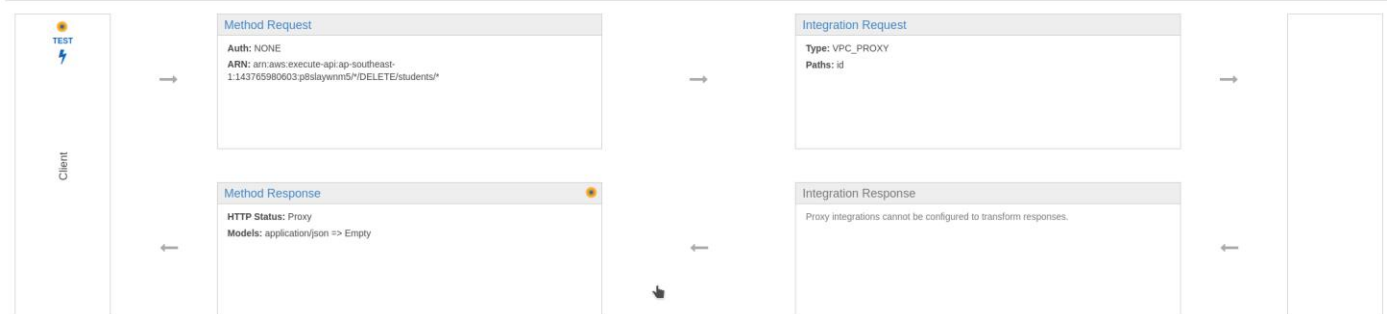 TEST
Client
Method Request
Auth: NONE
ARN: arn:aws:execute-api:ap-southeast-
1:143765980603:p8slaywnm5/*/DELETE/students/*
Integration Request
Type: VPC_PROXY
Paths: id
Method Response
HTTP Status: Proxy
Models: application/json => Empty
Integration Response
Proxy integrations cannot be configured to transform responses.